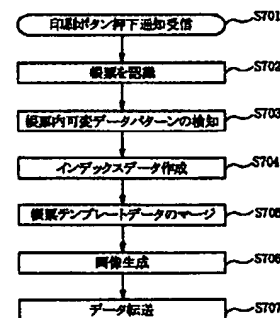 印刷ボタン押下通知受信 S701
帳票を認識 S702
帳票内可変データパターンの検知 S703
インデックスデータ作成 S704
帳票テンプレートデータのマージ S705
画像生成 S706
データ転送 S707